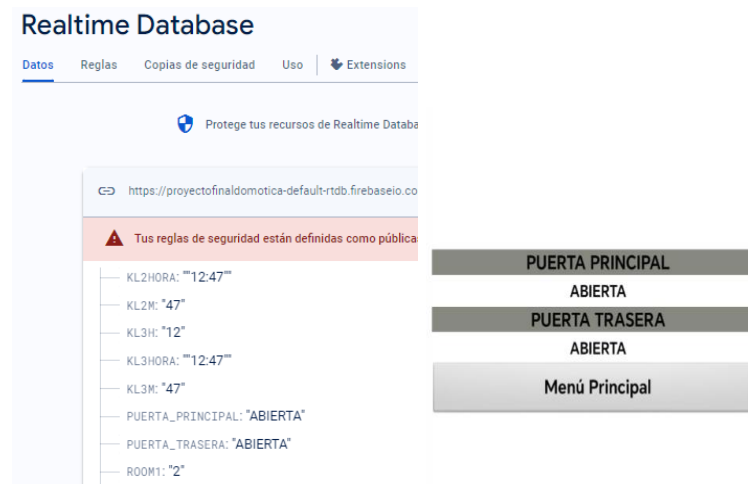 Realtime Database
Datos Reglas Copias de seguridad Uso Extensions
Protege tus recursos de Realtime Databa
https://proyectofinaldomotica-default-rtdb.firebaseio.co
Tus reglas de seguridad están definidas como pública
KL2HORA: ""12:47""
KL2M: "47"
KL3H: "12"
KL3HORA: ""12:47""
KL3M: "47"
PUERTA_PRINCIPAL: "ABIERTA"
PUERTA_TRASERA: "ABIERTA"
ROOM1: "2"
PUERTA PRINCIPAL
ABIERTA
PUERTA TRASERA
ABIERTA
Menú Principal